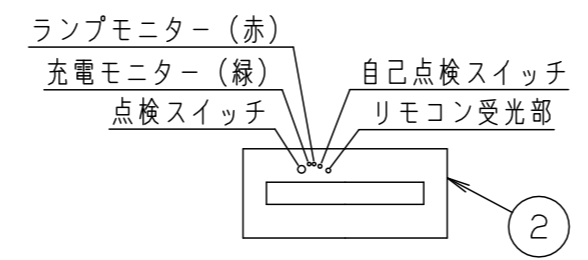 ランプモニター（赤）
充電モニター（緑）
自己点検スイッチ
点検スイッチ
リモコン受光部
2